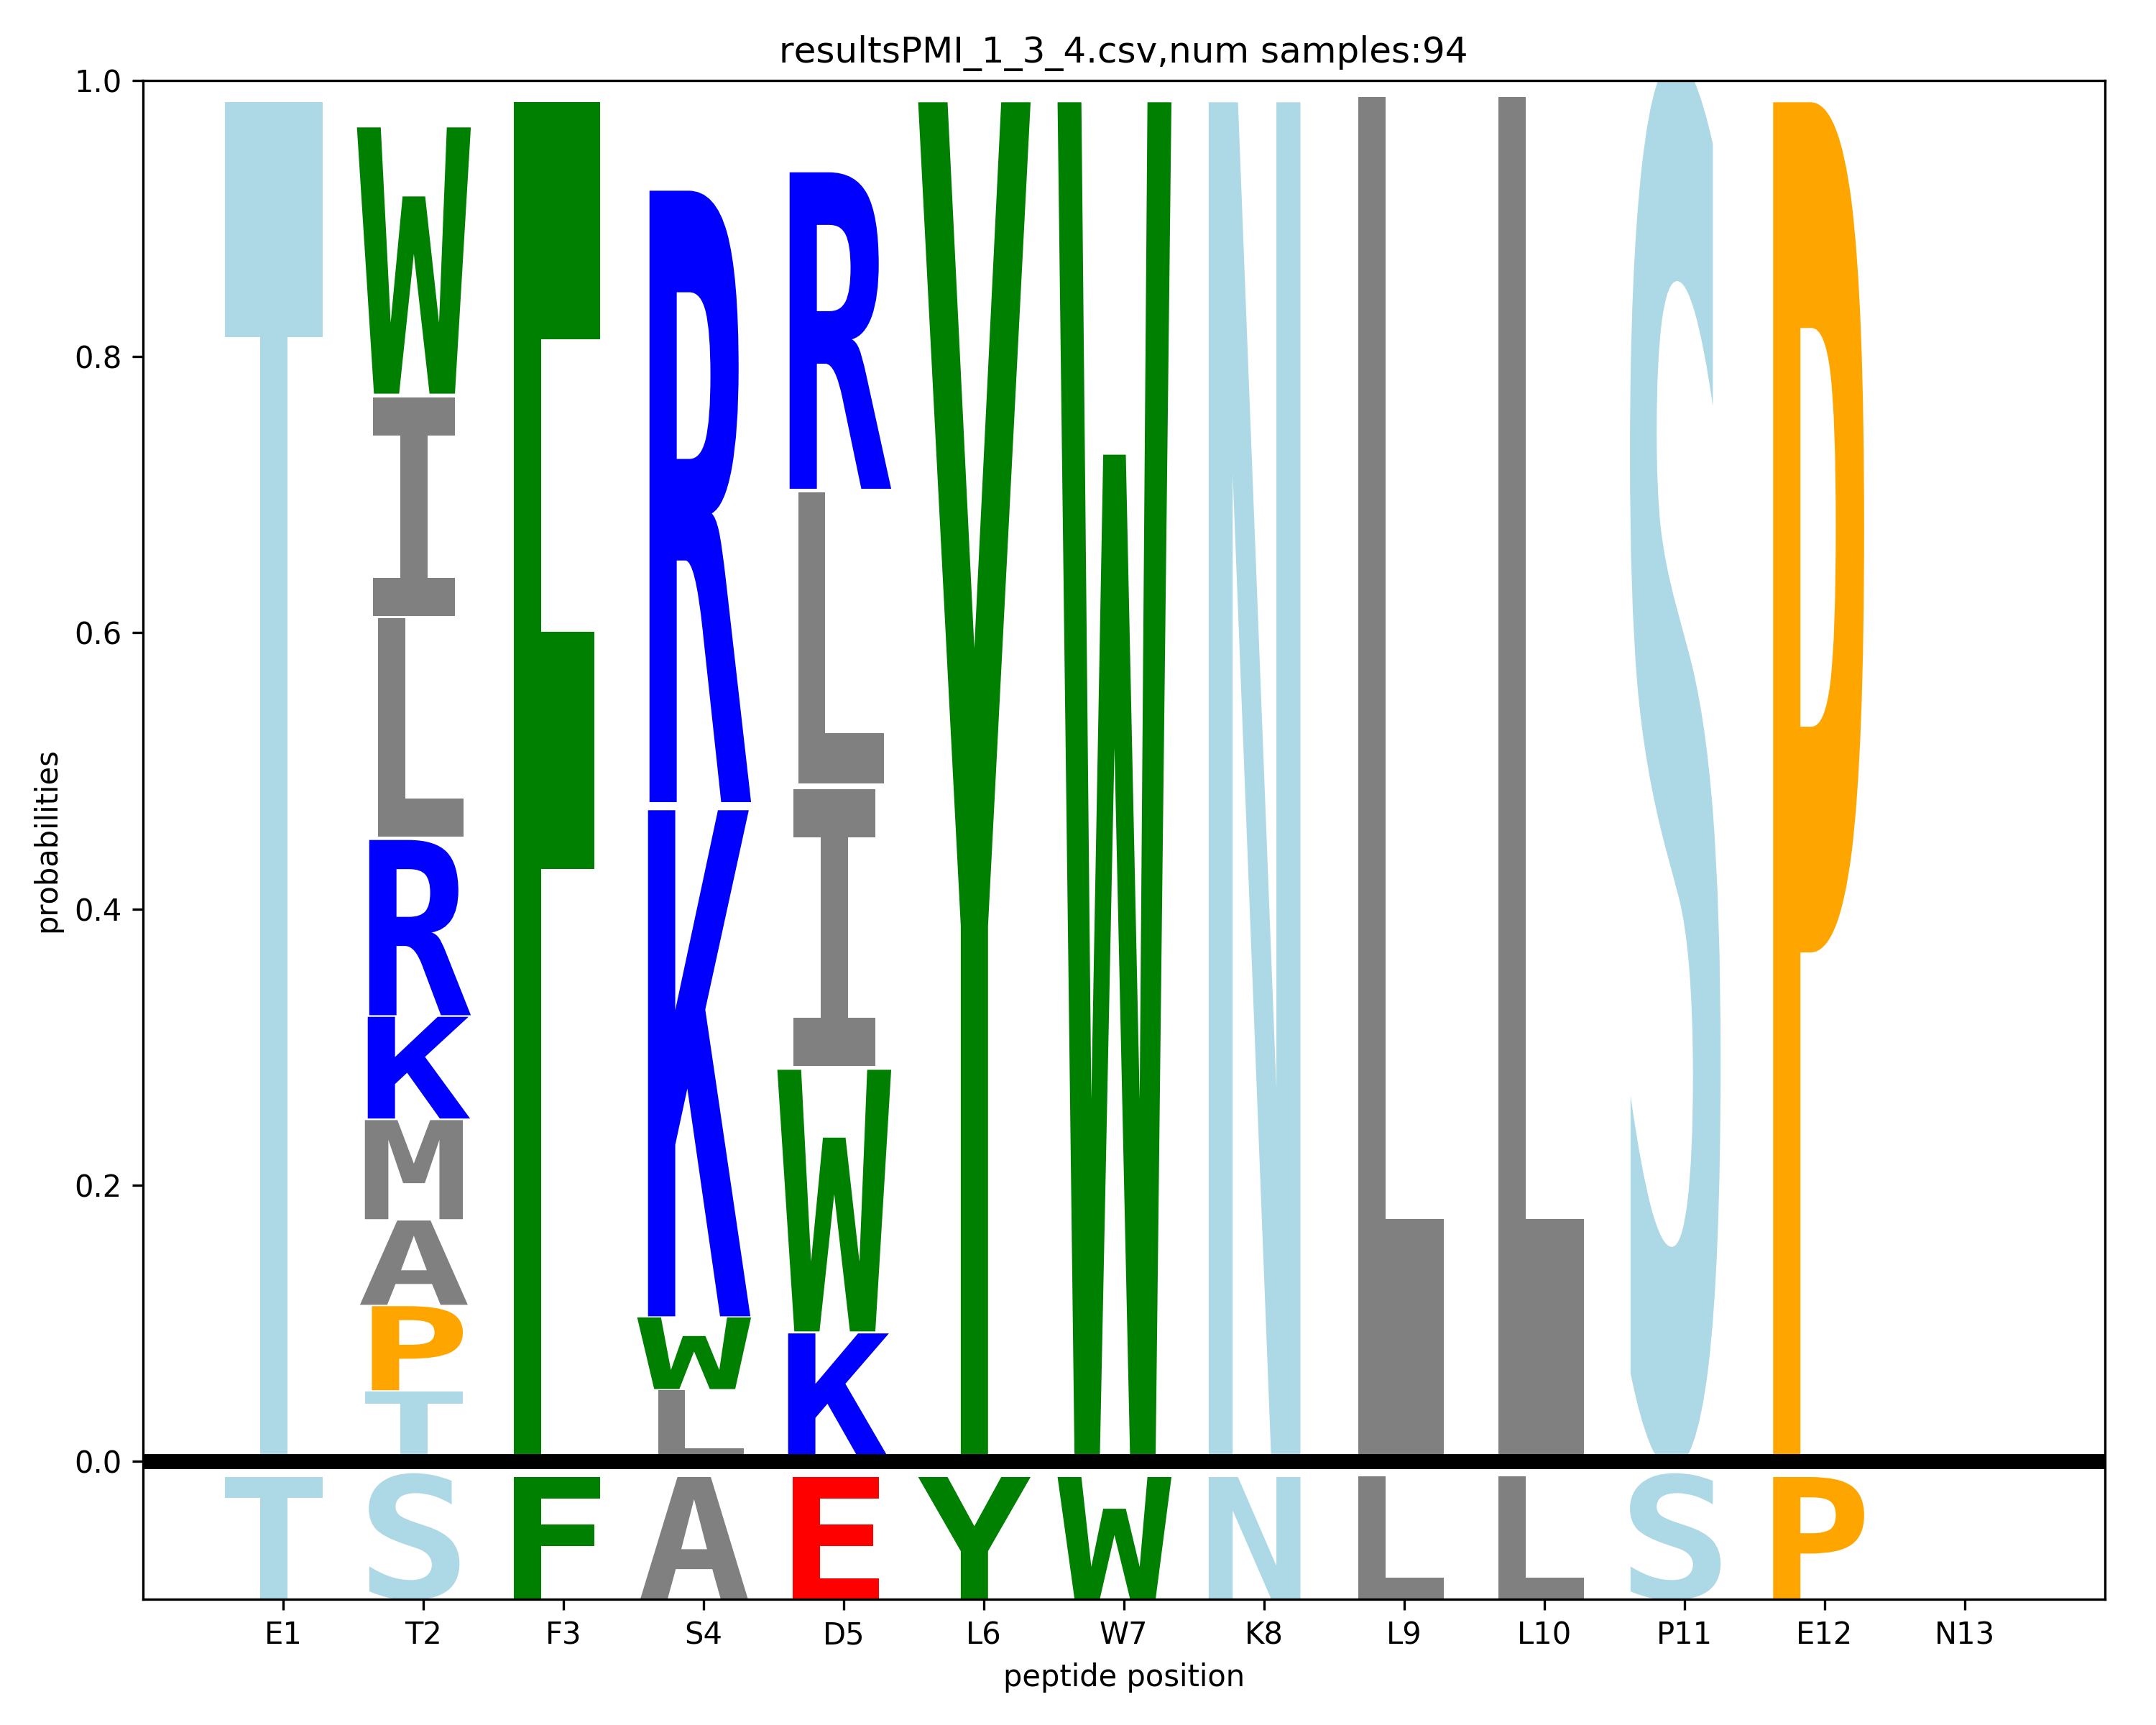 resultsPMI_1_3_4.csv,num samples:94
1.0
0.8
0.6
0.4
0.2
0.0
probabilities
T
W
I
L
R
K
M
A
P
T
F
R
K
W
L
R
L
I
W
K
Y
W
N
L
L
S
P
T S F A E Y W N L L S P
E1 T2 F3 S4 D5 L6 W7 K8 L9 L10 P11 E12 N13
peptide position